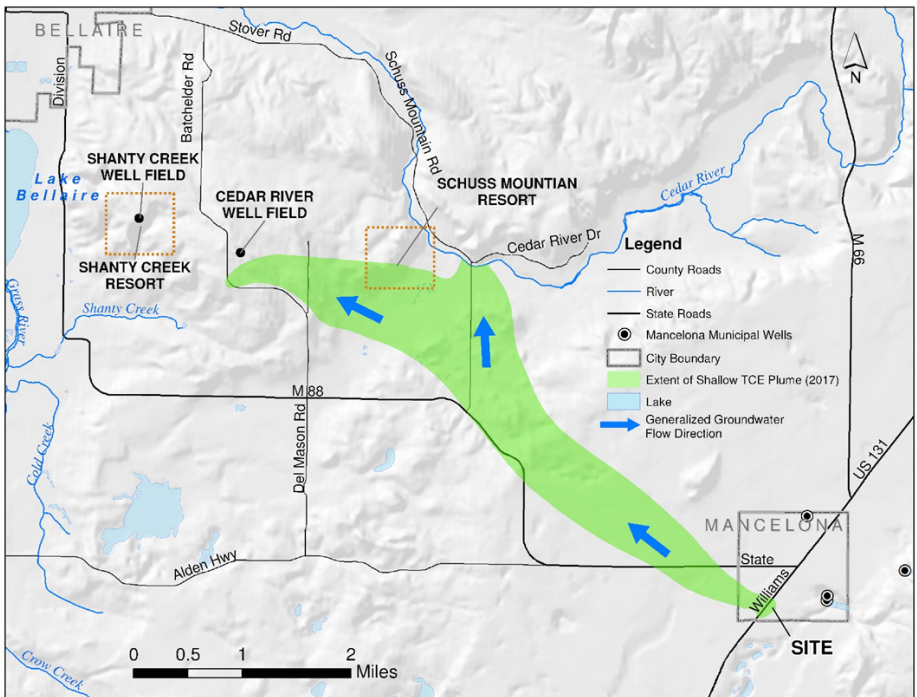 BELLAIRE
Stover Rd
Division
Batchelder Rd
Schuss Mountain Rd
N
SHANTY CREEK
WELL FIELD
Lake
Bellaire
CEDAR RIVER
WELL FIELD
SCHUSS MOUNTIAN
RESORT
Cedar River
Cedar River Dr
SHANTY CREEK
RESORT
Grass River
Shanty Creek
M 66
Legend
County Roads
River
State Roads
Mancelona Municipal Wells
City Boundary
Extent of Shallow TCE Plume (2017)
Lake
Generalized Groundwater
Flow Direction
M 88
Del Mason Rd
Cold Creek
US 131
MANCELONA
State
Alden Hwy
Williams
SITE
Crow Creek
0 0.5 1 2
Miles